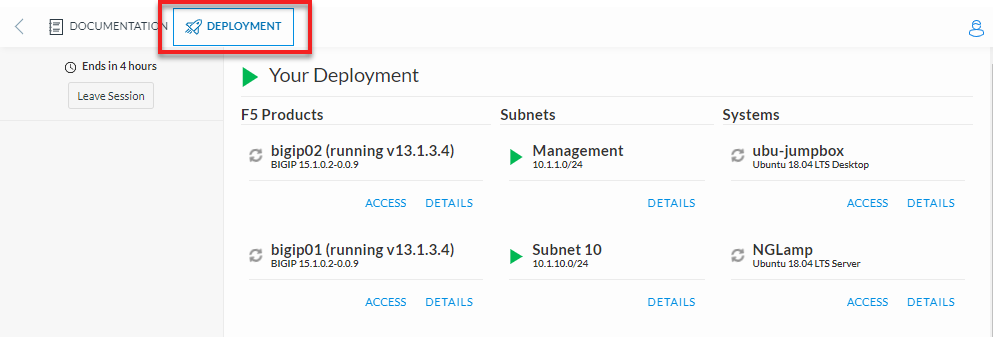 DOCUMENTATION DEPLOYMENT
Ends in 4 hours
Leave Session
Your Deployment
F5 Products Subnets Systems
bigip02 (running v13.1.3.4) Management ubu-jumpbox
BIGIP 15.1.0.2-0.0.9 10.1.1.0/24 Ubuntu 18.04 LTS Desktop
ACCESS DETAILS DETAILS ACCESS DETAILS
bigip01 (running v13.1.3.4) Subnet 10 NGLamp
BIGIP 15.1.0.2-0.0.9 10.1.10.0/24 Ubuntu 18.04 LTS Server
ACCESS DETAILS DETAILS ACCESS DETAILS